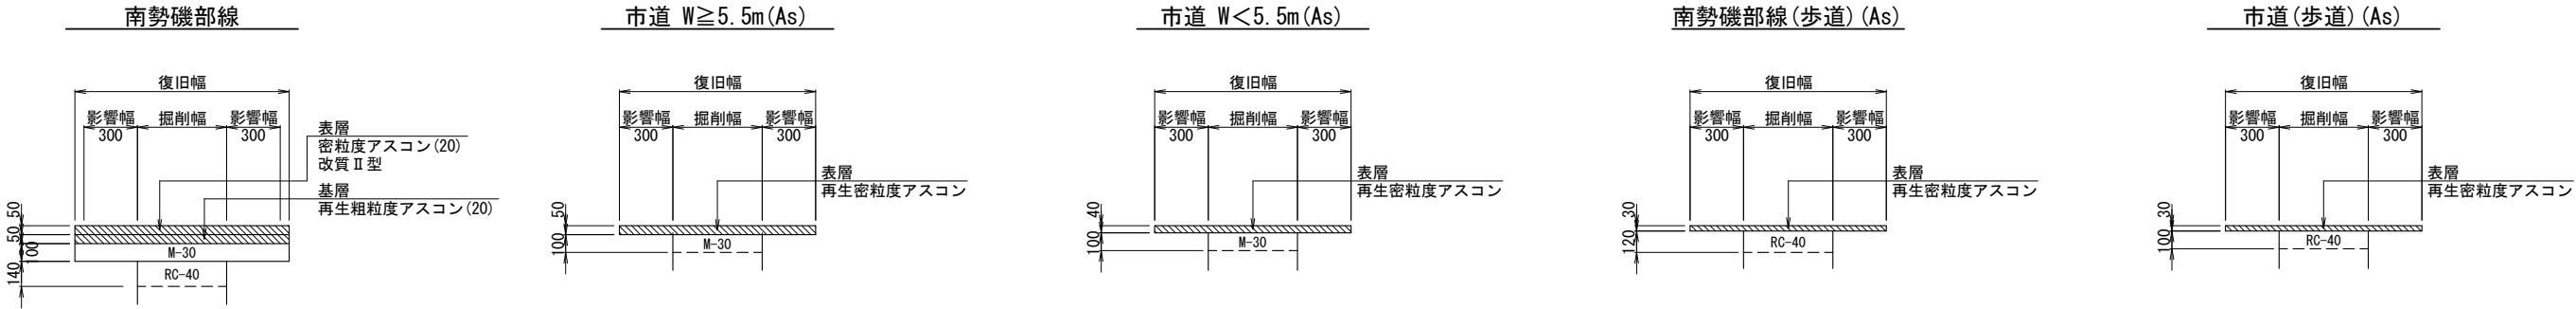 南勢磯部線
復旧幅
影響幅 掘削幅 影響幅
300 300
表層
密粒度アスコン(20)
改質Ⅱ型
基層
再生粗粒度アスコン(20)
50
50
100
140
M-30
RC-40
市道 W≧5.5m(As)
復旧幅
影響幅 掘削幅 影響幅
300 300
表層
再生密粒度アスコン
50
100
M-30
市道 W＜5.5m(As)
復旧幅
影響幅 掘削幅 影響幅
300 300
表層
再生密粒度アスコン
40
100
M-30
南勢磯部線(歩道)(As)
復旧幅
影響幅 掘削幅 影響幅
300 300
表層
再生密粒度アスコン
30
120
RC-40
市道(歩道)(As)
復旧幅
影響幅 掘削幅 影響幅
300 300
表層
再生密粒度アスコン
30
100
RC-40